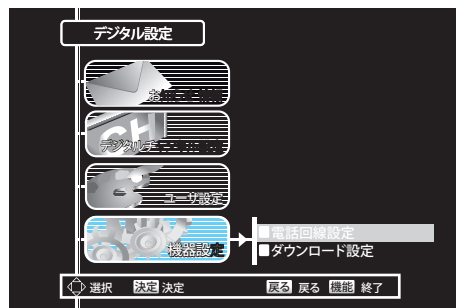 デジタル設定
お知らせ
CH
デジタルチャンネル設定
ユーザ設定
機器設定
■電話回線設定
■ダウンロード設定
選択 決定 決定 戻る 戻る 機能 終了